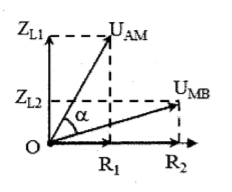 Z_L1 U_AM
U_MB
Z_L2
α
O
R_1 R_2